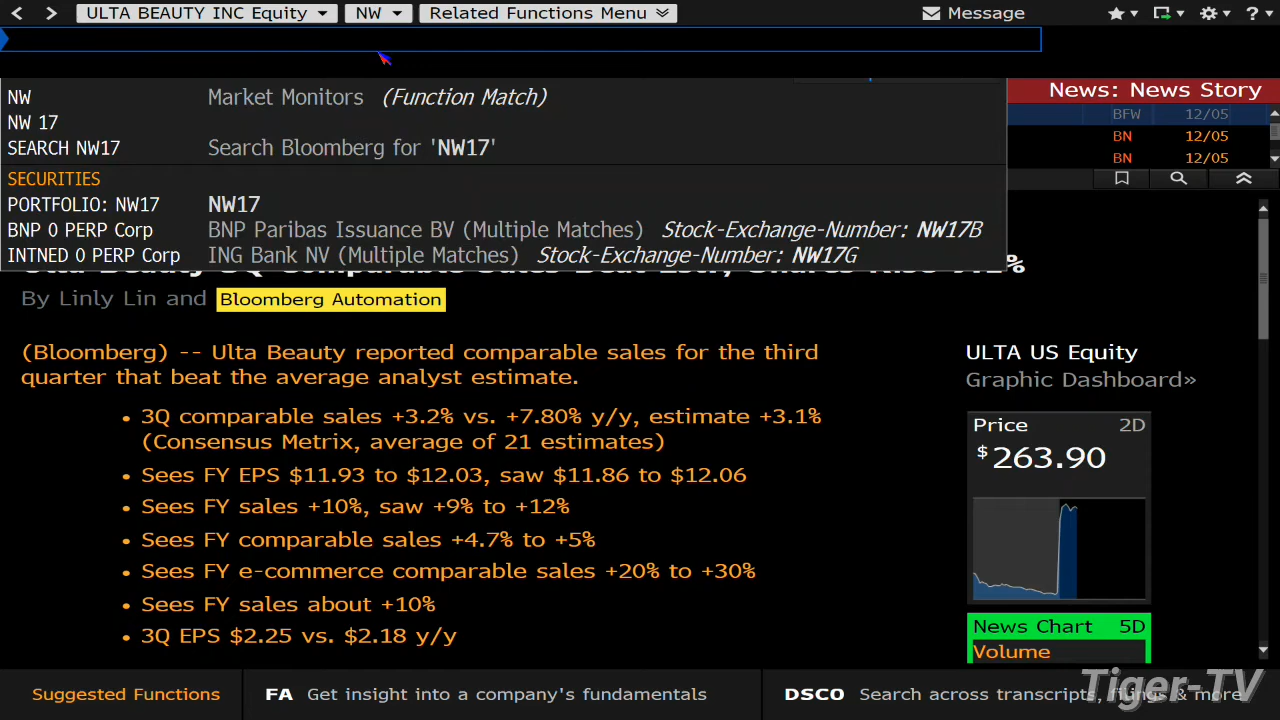 < > ULTA BEAUTY INC Equity NW Related Functions Menu Message ?
NW Market Monitors (Function Match)
NW 17
SEARCH NW17 Search Bloomberg for 'NW17'
SECURITIES
PORTFOLIO: NW17 NW17
BNP 0 PERP Corp BNP Paribas Issuance BV (Multiple Matches) Stock-Exchange-Number: NW17B
INTNED 0 PERP Corp ING Bank NV (Multiple Matches) Stock-Exchange-Number: NW17G
News: News Story
BFW 12/05
BN 12/05
BN 12/05
By Linly Lin and Bloomberg Automation
(Bloomberg) -- Ulta Beauty reported comparable sales for the third
quarter that beat the average analyst estimate.
• 3Q comparable sales +3.2% vs. +7.80% y/y, estimate +3.1%
(Consensus Metrix, average of 21 estimates)
• Sees FY EPS $11.93 to $12.03, saw $11.86 to $12.06
• Sees FY sales +10%, saw +9% to +12%
• Sees FY comparable sales +4.7% to +5%
• Sees FY e-commerce comparable sales +20% to +30%
• Sees FY sales about +10%
• 3Q EPS $2.25 vs. $2.18 y/y
ULTA US Equity
Graphic Dashboard»
Price 2D
$263.90
News Chart 5D
Volume
Suggested Functions FA Get insight into a company's fundamentals DSCO Search across transcripts, filings & more
Tiger-TV